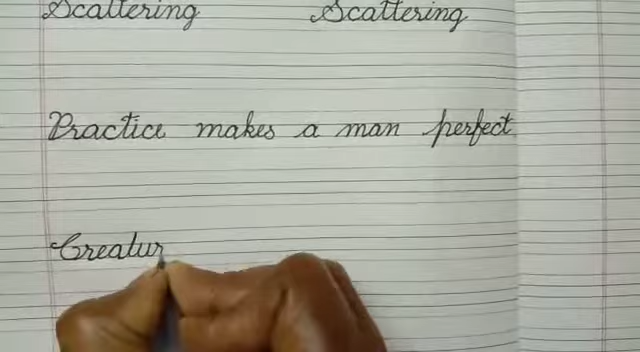 Scattering Scattering
Practice makes a man perfect
Creatur